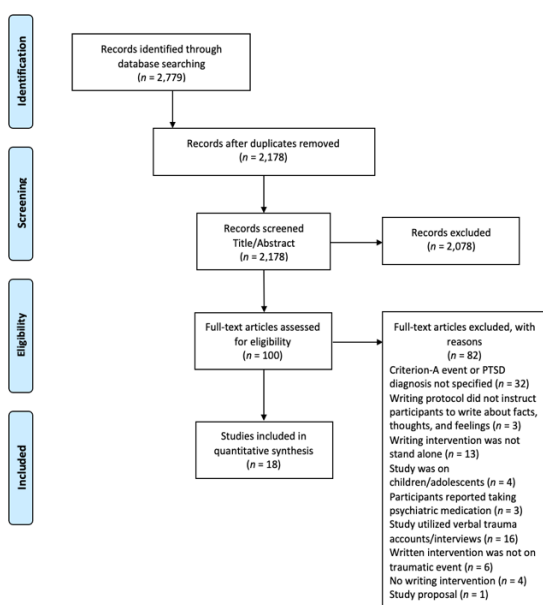 Identification
Records identified through
database searching
(n = 2,779)
Records after duplicates removed
(n = 2,178)
Screening
Records screened
Title/Abstract
(n = 2,178)
Records excluded
(n = 2,078)
Eligibility
Full-text articles assessed
for eligibility
(n = 100)
Full-text articles excluded, with
reasons
(n = 82)
Criterion-A event or PTSD
diagnosis not specified (n = 32)
Writing protocol did not instruct
participants to write about facts,
thoughts, and feelings (n = 3)
Writing intervention was not
stand alone (n = 13)
Study was on
children/adolescents (n = 4)
Participants reported taking
psychiatric medication (n = 3)
Study utilized verbal trauma
accounts/interviews (n = 16)
Written intervention was not on
traumatic event (n = 6)
No writing intervention (n = 4)
Study proposal (n = 1)
Included
Studies included in
quantitative synthesis
(n = 18)